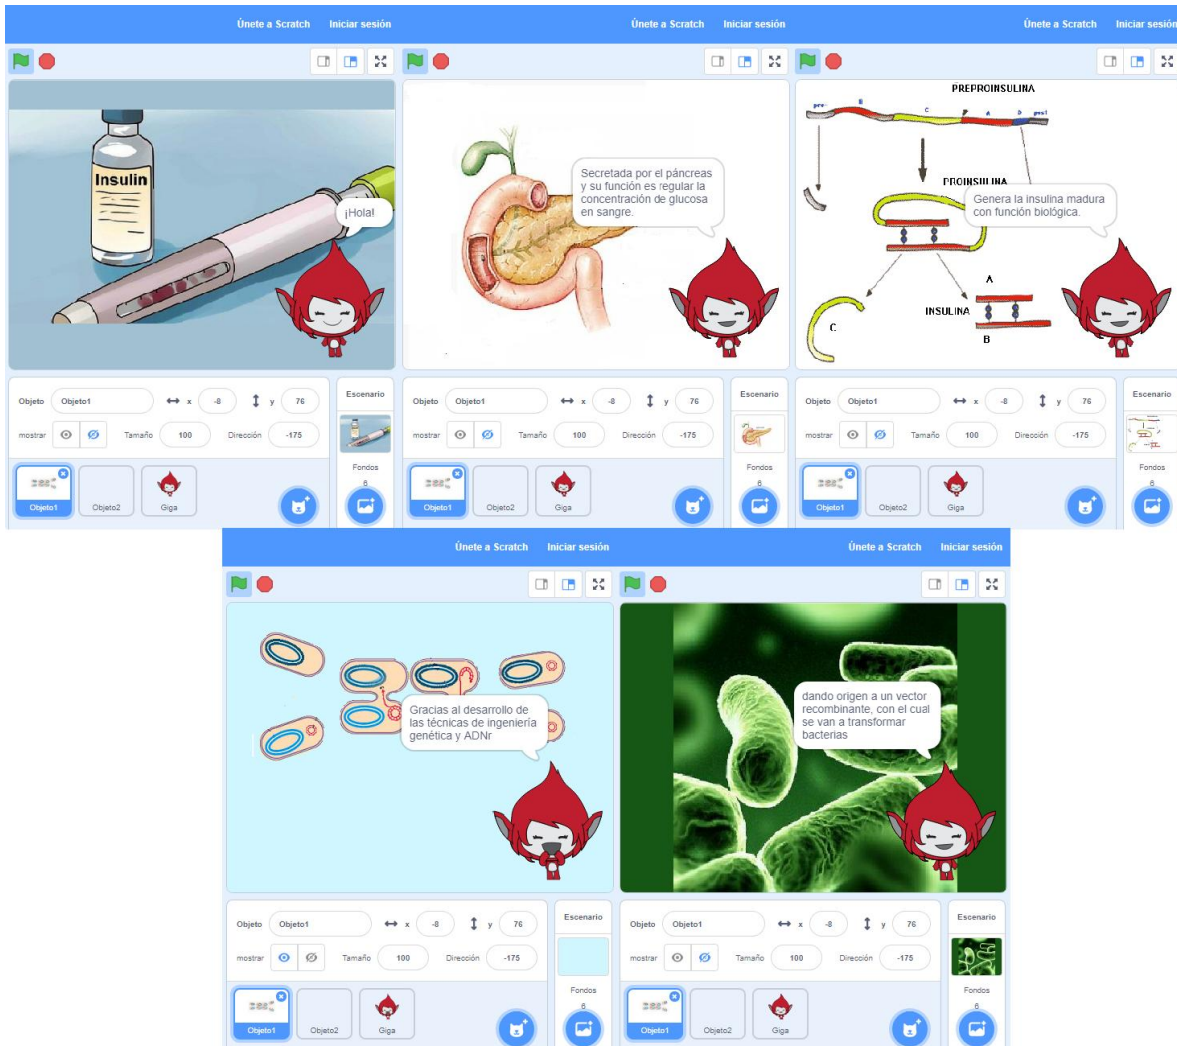 Únete a Scratch Iniciar sesión
Insulin
¡Hola!
Objeto Objeto1 x -8 y 76
mostrar Tamaño 100 Dirección -175
Escenario
Fondos
6
Objeto1 Objeto2 Giga
Únete a Scratch Iniciar sesión
Secretada por el páncreas
y su función es regular la
concentración de glucosa
en sangre.
Objeto Objeto1 x -8 y 76
mostrar Tamaño 100 Dirección -175
Escenario
Fondos
6
Objeto1 Objeto2 Giga
Únete a Scratch Iniciar sesión
PREPROINSULINA
pre- B C P A D post
PROINSULINA
Genera la insulina madura
con función biológica.
A
INSULINA
B
C
Objeto Objeto1 x -8 y 76
mostrar Tamaño 100 Dirección -175
Escenario
Fondos
6
Objeto1 Objeto2 Giga
Únete a Scratch Iniciar sesión
Gracias al desarrollo de
las técnicas de ingeniería
genética y ADNr
Objeto Objeto1 x -8 y 76
mostrar Tamaño 100 Dirección -175
Escenario
Fondos
6
Objeto1 Objeto2 Giga
Únete a Scratch Iniciar sesión
dando origen a un vector
recombinante, con el cual
se van a transformar
bacterias
Objeto Objeto1 x -8 y 76
mostrar Tamaño 100 Dirección -175
Escenario
Fondos
6
Objeto1 Objeto2 Giga